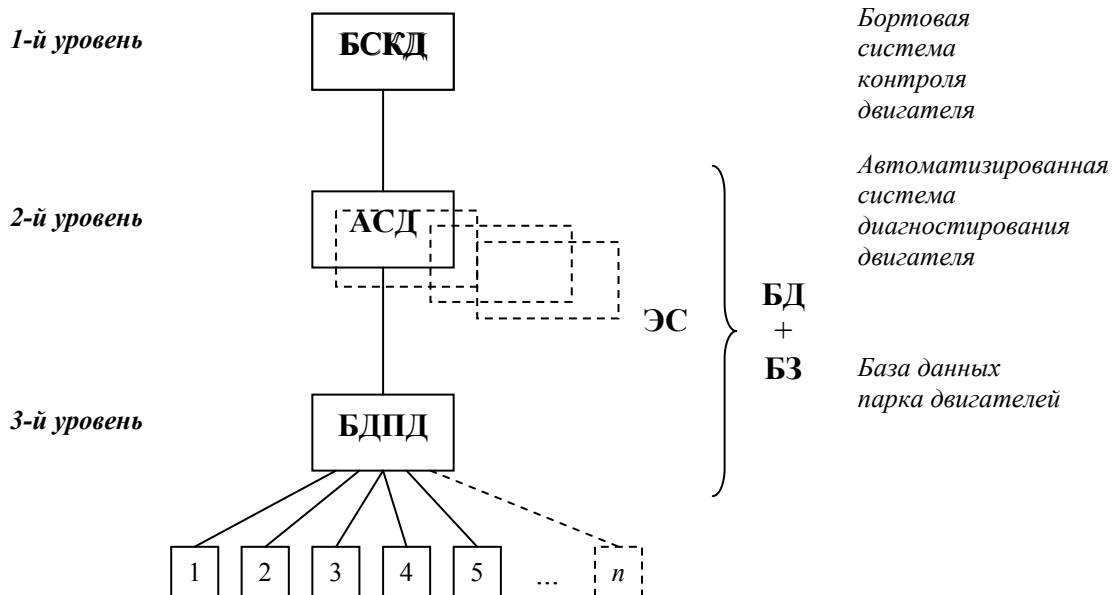 1-й уровень
БСКД
Бортовая
система
контроля
двигателя
2-й уровень
АСД
Автоматизированная
система
диагностирования
двигателя
ЭС
БД
+
БЗ
База данных
парка двигателей
3-й уровень
БДПД
1 2 3 4 5 ... n